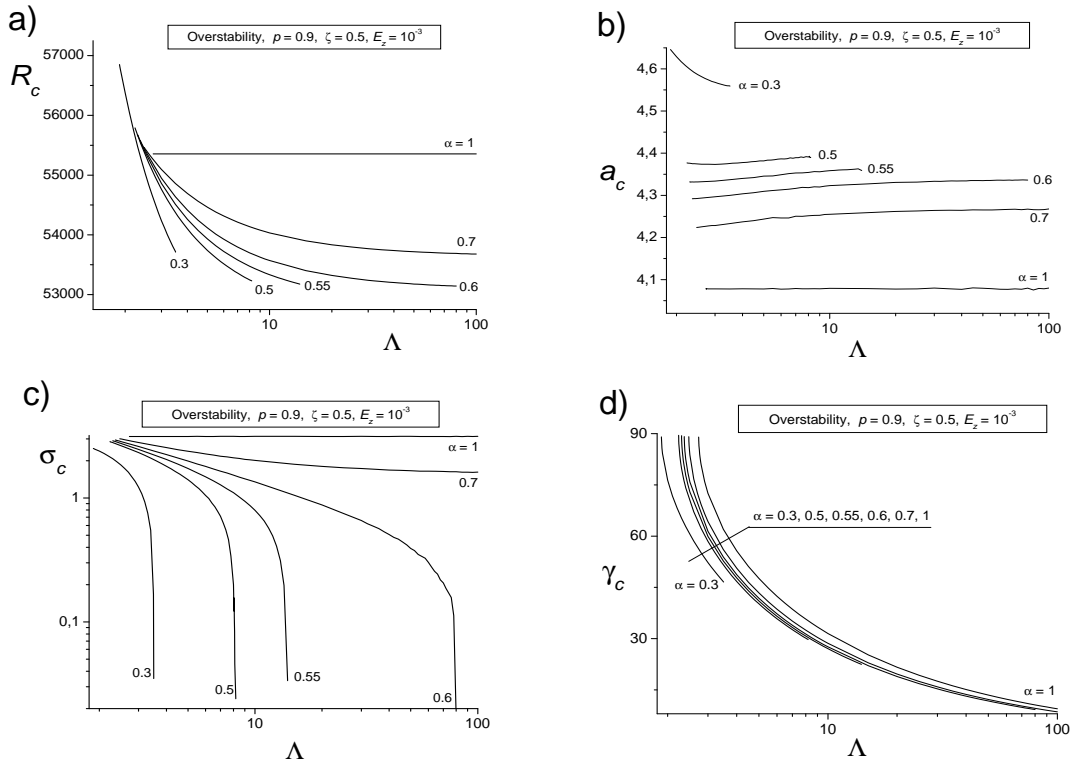 a)
Overstability, p = 0.9, ζ = 0.5, E_z = 10⁻³
R_c
57000
56000
55000
54000
53000
α = 1
0.7
0.6
0.55
0.5
0.3
10
100
Λ
b)
Overstability, p = 0.9, ζ = 0.5, E_z = 10⁻³
a_c
4,6
4,5
4,4
4,3
4,2
4,1
α = 0.3
0.5
0.55
0.6
0.7
α = 1
10
100
Λ
c)
Overstability, p = 0.9, ζ = 0.5, E_z = 10⁻³
σ_c
1
0,1
α = 1
0.7
0.3
0.5
0.55
0.6
10
100
Λ
d)
Overstability, p = 0.9, ζ = 0.5, E_z = 10⁻³
γ_c
90
60
30
α = 0.3, 0.5, 0.55, 0.6, 0.7, 1
α = 0.3
α = 1
10
100
Λ